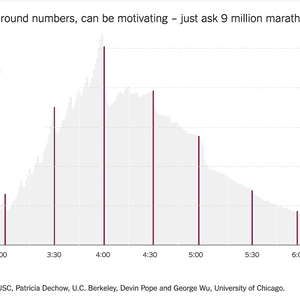 round numbers, can be motivating – just ask 9 million marath
:00 3:30 4:00 4:30 5:00 5:30 6:0
USC, Patricia Dechow, U.C. Berkeley, Devin Pope and George Wu, University of Chicago.